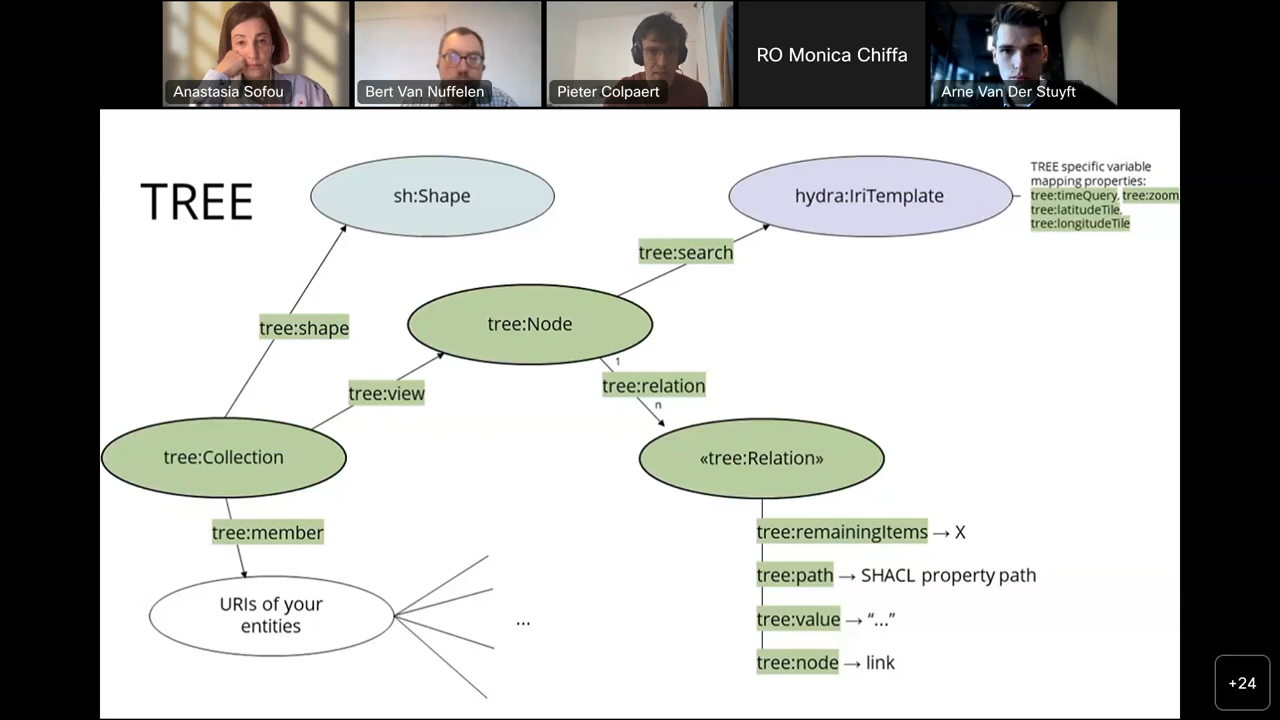 Anastasia Sofou
Bert Van Nuffelen
Pieter Colpaert
RO Monica Chiffa
Arne Van Der Stuyft
TREE
sh:Shape
hydra:IriTemplate
TREE specific variable
mapping properties:
tree:timeQuery, tree:zoom
tree:latitudeTile,
tree:longitudeTile
tree:search
tree:Node
tree:shape
1
tree:relation
n
tree:view
tree:Collection
«tree:Relation»
tree:member
tree:remainingItems → X
tree:path → SHACL property path
URIs of your
entities
...
tree:value → “...”
tree:node → link
+24